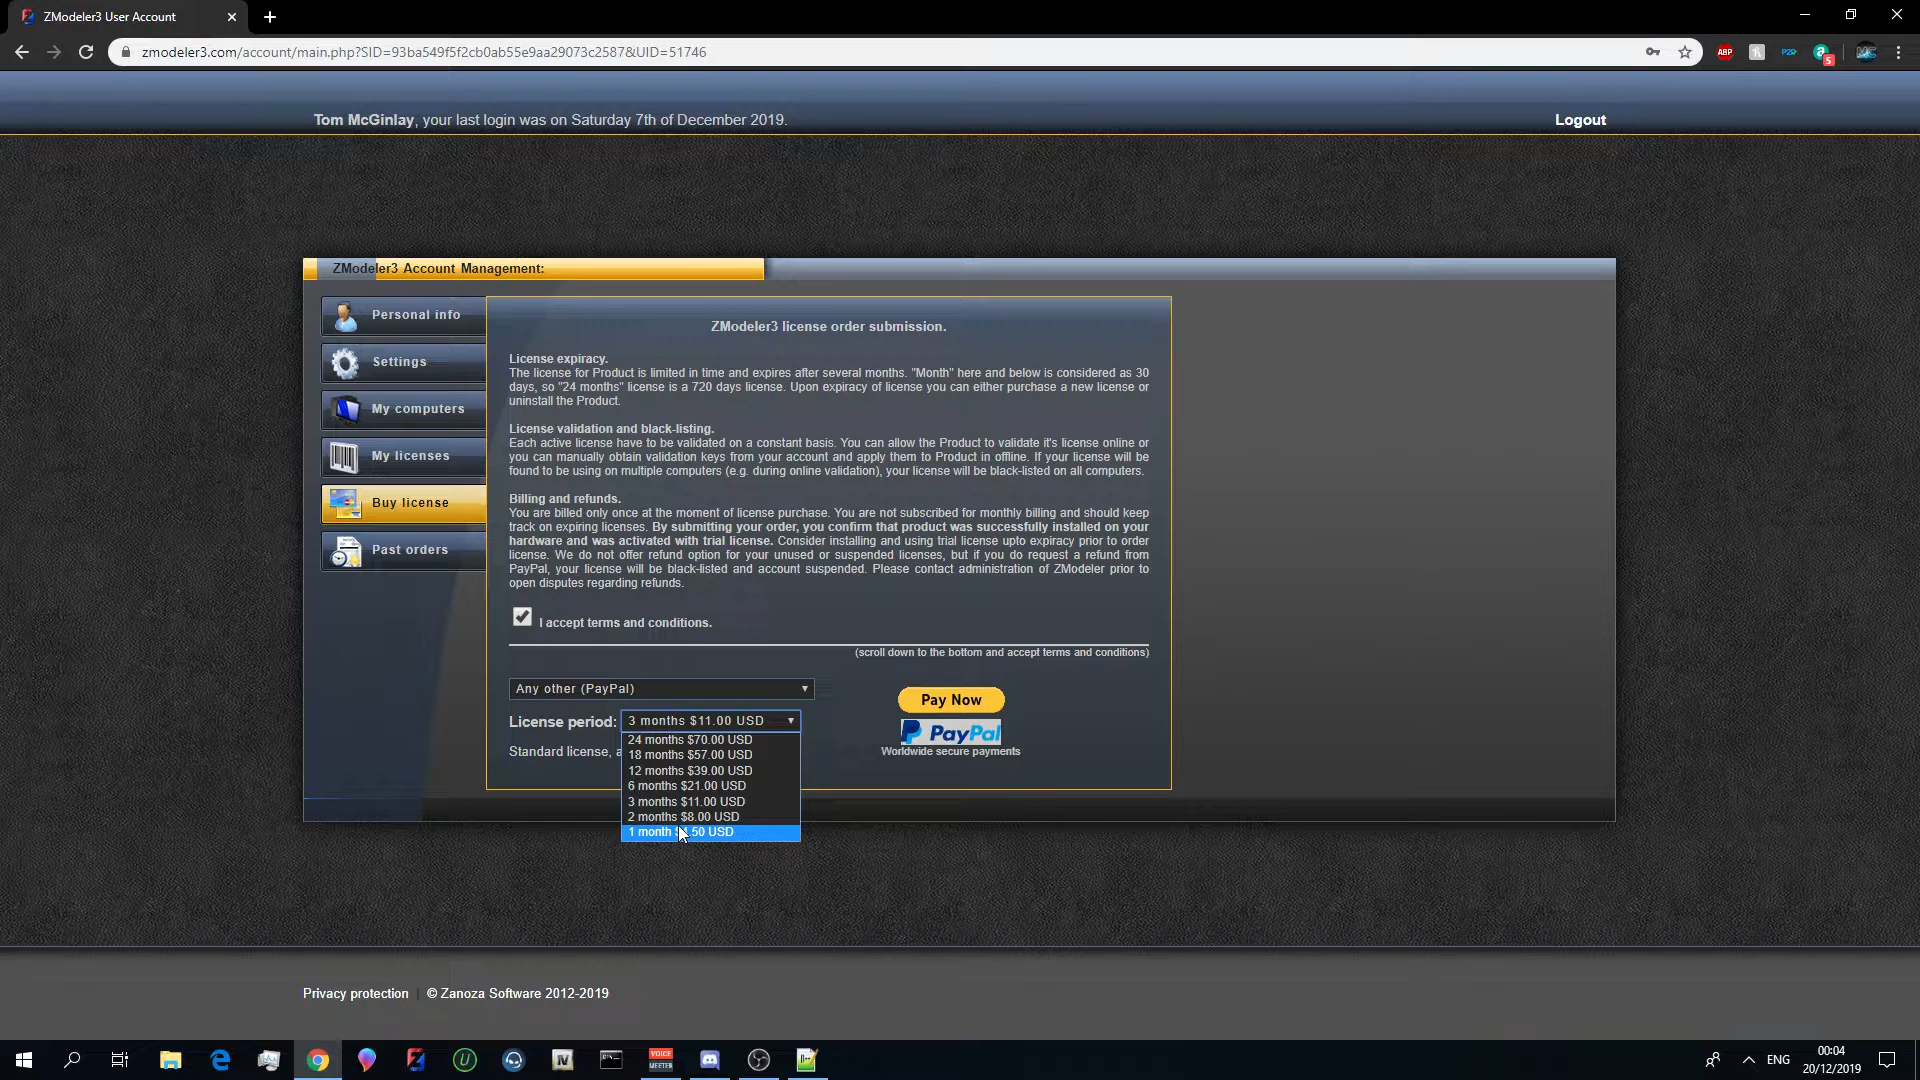 ZModeler3 User Account
zmodeler3.com/account/main.php?SID=93ba549f5f2cb0ab55e9aa29073c2587&UID=51746
ABP
5
Tom McGinlay, your last login was on Saturday 7th of December 2019.
Logout
ZModeler3 Account Management:
Personal info
Settings
My computers
My licenses
Buy license
Past orders
ZModeler3 license order submission.
License expiracy.
The license for Product is limited in time and expires after several months. "Month" here and below is considered as 30
days, so "24 months" license is a 720 days license. Upon expiracy of license you can either purchase a new license or
uninstall the Product.
License validation and black-listing.
Each active license have to be validated on a constant basis. You can allow the Product to validate it's license online or
you can manually obtain validation keys from your account and apply them to Product in offline. If your license will be
found to be using on multiple computers (e.g. during online validation), your license will be black-listed on all computers.
Billing and refunds.
You are billed only once at the moment of license purchase. You are not subscribed for monthly billing and should keep
track on expiring licenses. By submitting your order, you confirm that product was successfully installed on your
hardware and was activated with trial license. Consider installing and using trial license upto expiracy prior to order
license. We do not offer refund option for your unused or suspended licenses, but if you do request a refund from
PayPal, your license will be black-listed and account suspended. Please contact administration of ZModeler prior to
open disputes regarding refunds.
I accept terms and conditions.
(scroll down to the bottom and accept terms and conditions)
Any other (PayPal)
License period: 3 months $11.00 USD
24 months $70.00 USD
18 months $57.00 USD
12 months $39.00 USD
6 months $21.00 USD
3 months $11.00 USD
2 months $8.00 USD
1 month .50 USD
Standard license,
Pay Now
PayPal
Worldwide secure payments
Privacy protection
© Zanoza Software 2012-2019
VOICE
MEETER
ENG
00:04
20/12/2019